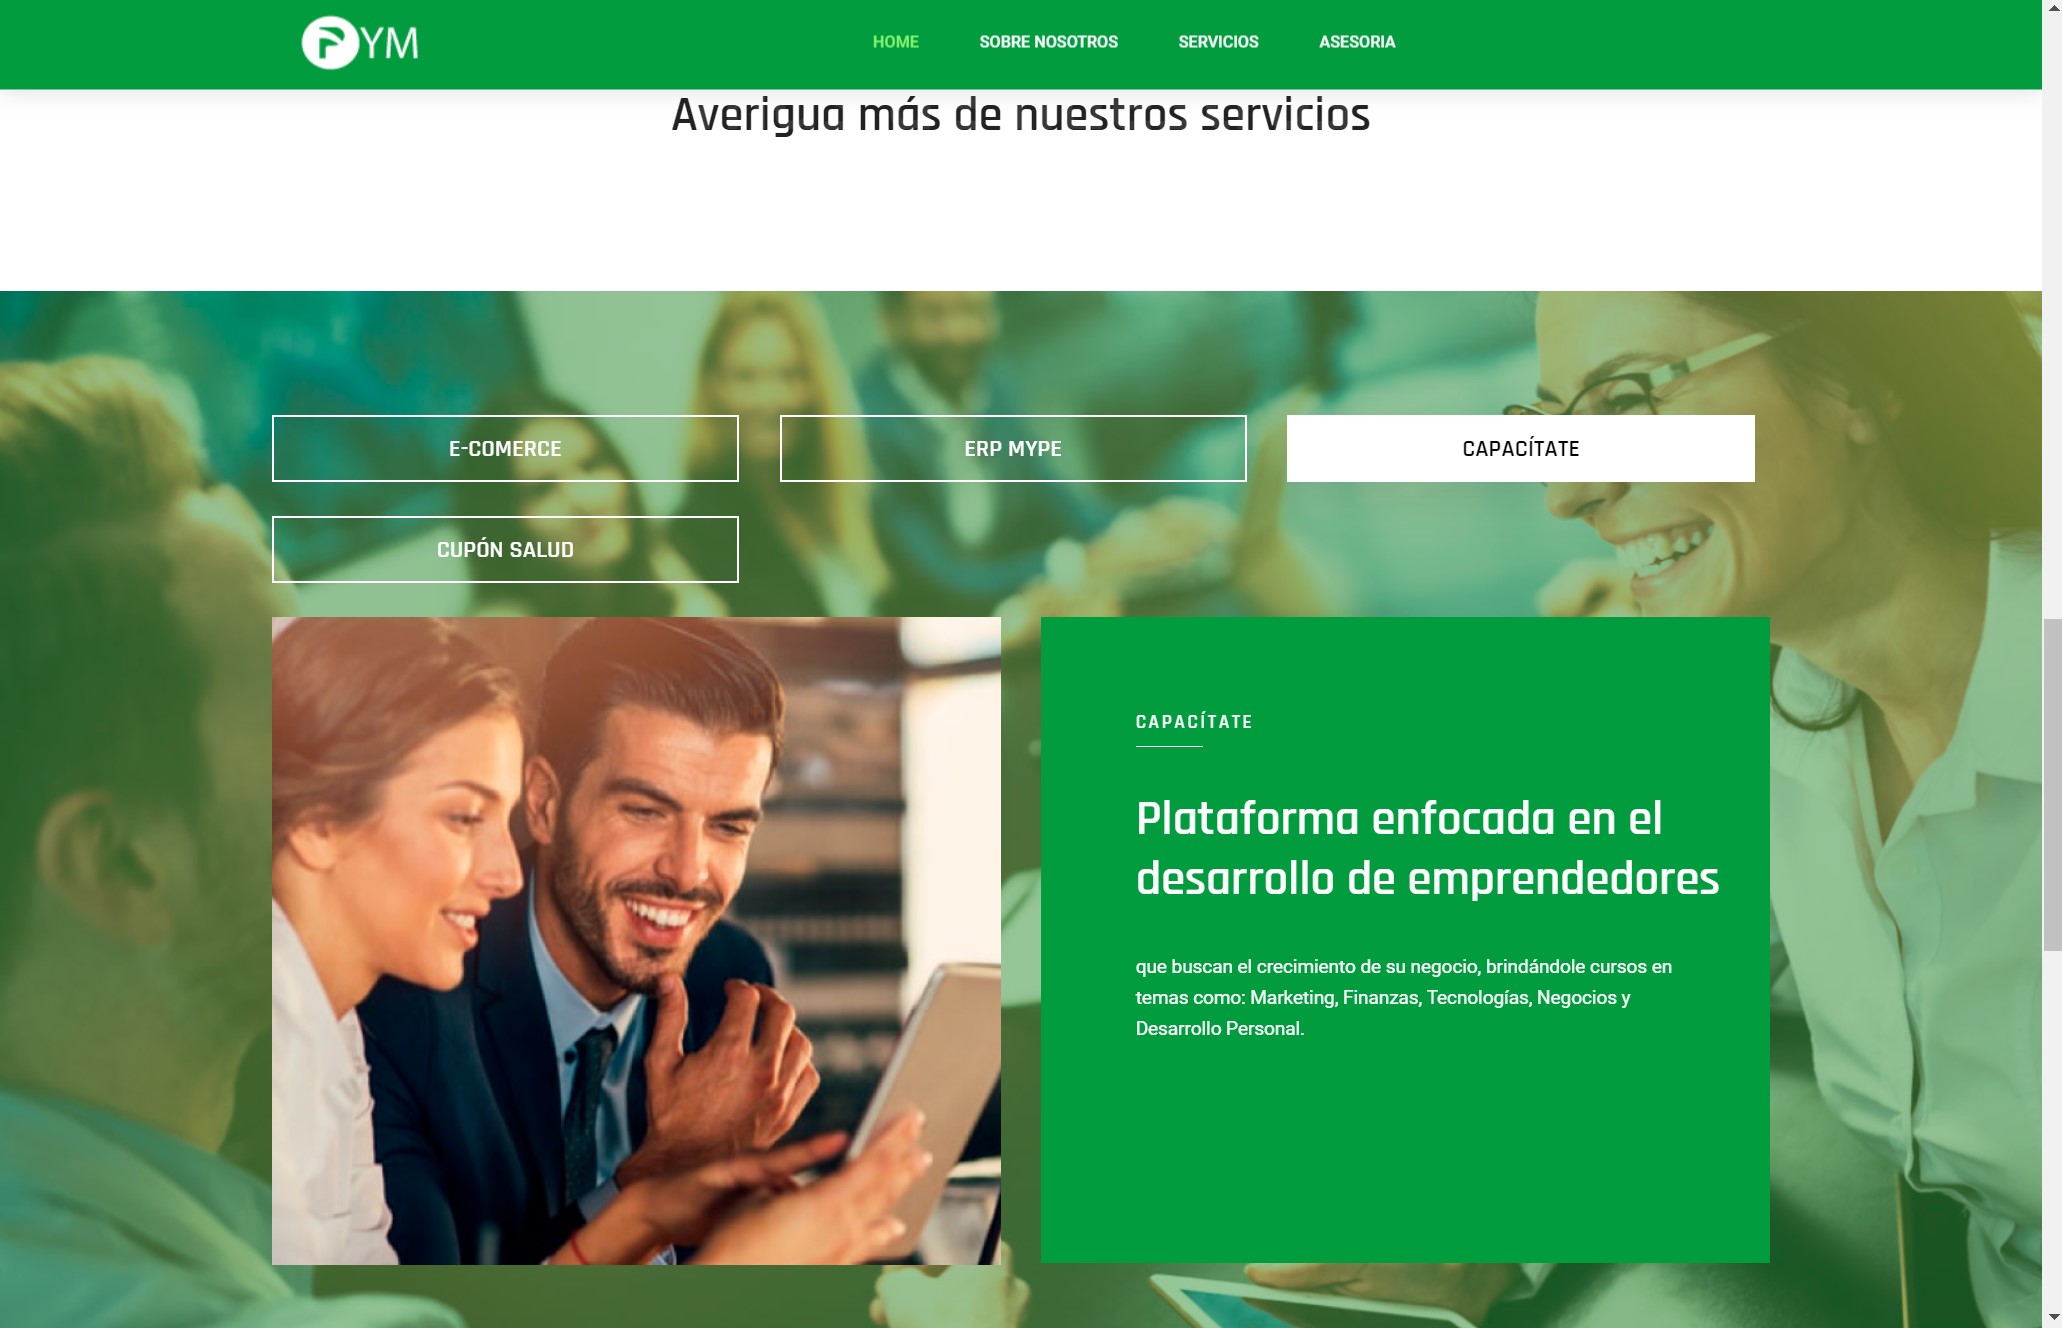 PYM
HOME
SOBRE NOSOTROS
SERVICIOS
ASESORIA
Averigua más de nuestros servicios
E-COMERCE
ERP MYPE
CAPACÍTATE
CUPÓN SALUD
CAPACÍTATE
Plataforma enfocada en el
desarrollo de emprendedores
que buscan el crecimiento de su negocio, brindándole cursos en
temas como: Marketing, Finanzas, Tecnologías, Negocios y
Desarrollo Personal.